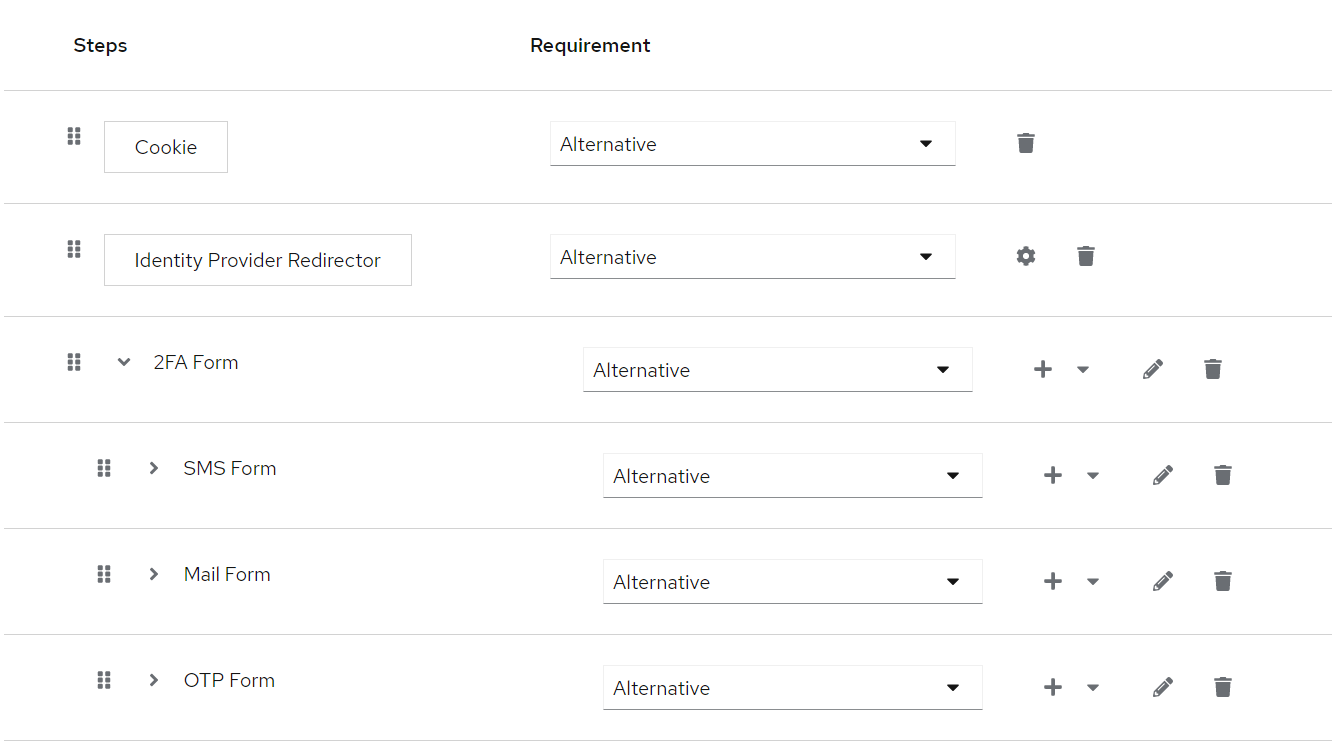 Steps Requirement
Cookie Alternative
Identity Provider Redirector Alternative
2FA Form Alternative
SMS Form Alternative
Mail Form Alternative
OTP Form Alternative